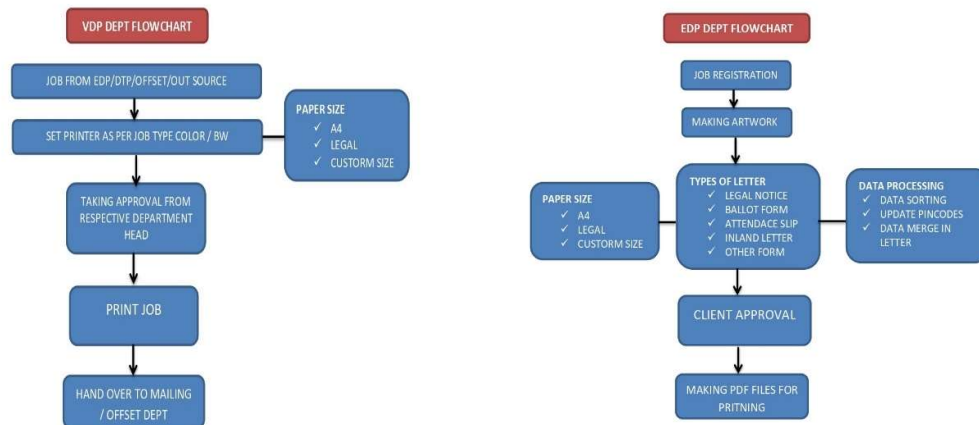 VDP DEPT FLOWCHART
JOB FROM EDP/DTP/OFFSET/OUT SOURCE
SET PRINTER AS PER JOB TYPE COLOR / BW
PAPER SIZE
✓ A4
✓ LEGAL
✓ CUSTORM SIZE
TAKING APPROVAL FROM
RESPECTIVE DEPARTMENT
HEAD
PRINT JOB
HAND OVER TO MAILING
/ OFFSET DEPT
EDP DEPT FLOWCHART
JOB REGISTRATION
MAKING ARTWORK
PAPER SIZE
✓ A4
✓ LEGAL
✓ CUSTORM SIZE
TYPES OF LETTER
✓ LEGAL NOTICE
✓ BALLOT FORM
✓ ATTENDACE SLIP
✓ INLAND LETTER
✓ OTHER FORM
DATA PROCESSING
✓ DATA SORTING
✓ UPDATE PINCODES
✓ DATA MERGE IN
LETTER
CLIENT APPROVAL
MAKING PDF FILES FOR
PRITNING